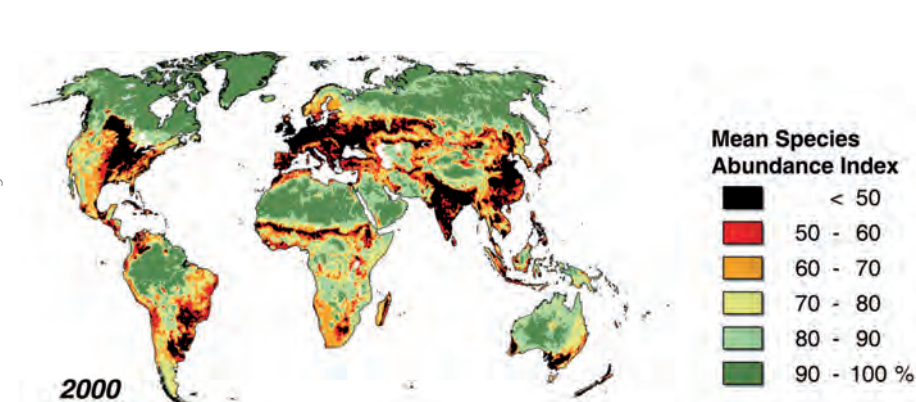 Mean Species
Abundance Index
< 50
50 - 60
60 - 70
70 - 80
80 - 90
90 - 100 %
2000